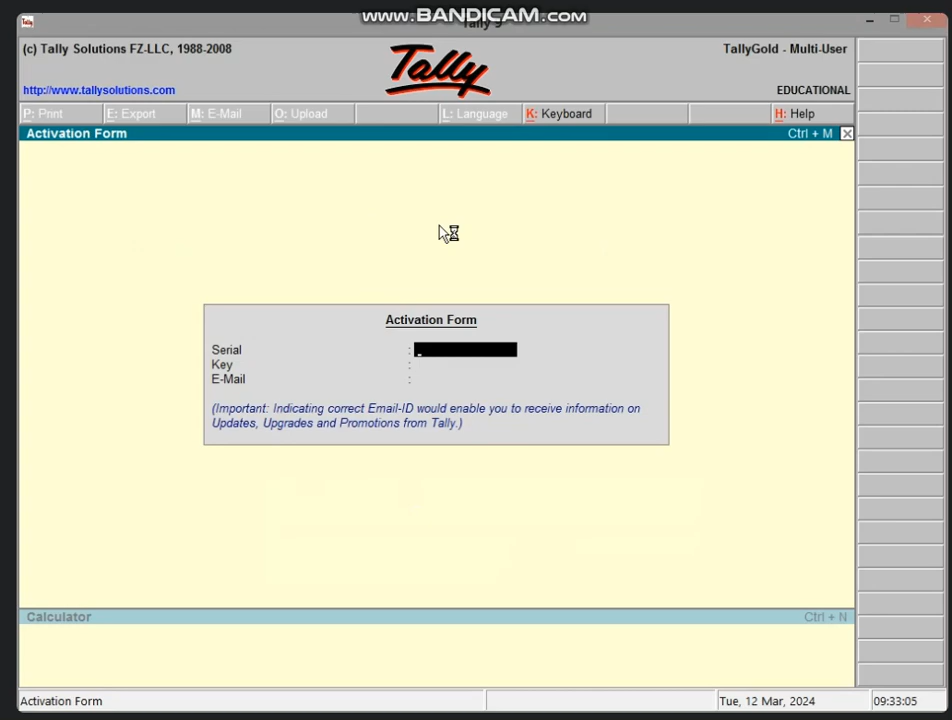 WWW.BANDICAM.COM
Tally 9
(c) Tally Solutions FZ-LLC, 1988-2008
Tally
TallyGold - Multi-User
http://www.tallysolutions.com
EDUCATIONAL
P: Print E: Export M: E-Mail O: Upload L: Language K: Keyboard H: Help
Activation Form Ctrl + M
Activation Form
Serial :
Key :
E-Mail :
(Important: Indicating correct Email-ID would enable you to receive information on
Updates, Upgrades and Promotions from Tally.)
Calculator Ctrl + N
Activation Form Tue, 12 Mar, 2024 09:33:05